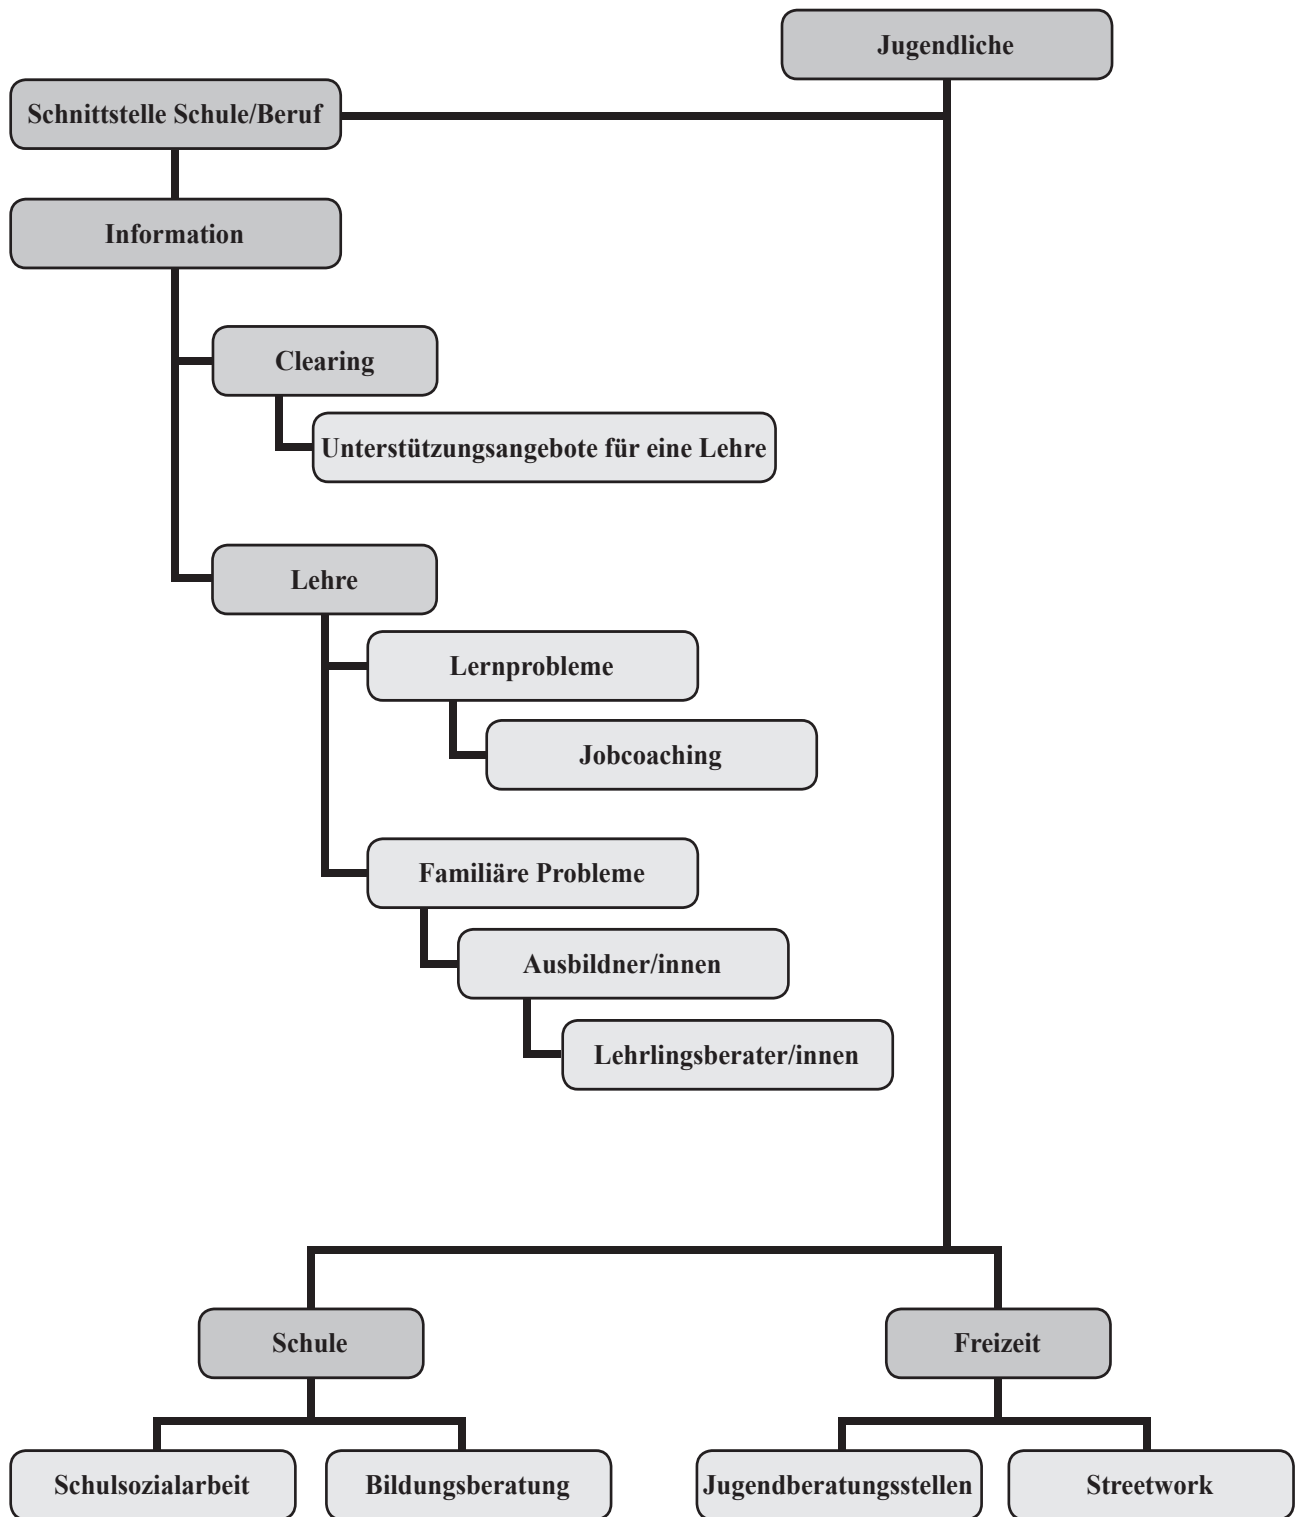 Jugendliche
Schnittstelle Schule/Beruf
Information
Clearing
Unterstützungsangebote für eine Lehre
Lehre
Lernprobleme
Jobcoaching
Familiäre Probleme
Ausbildner/innen
Lehrlingsberater/innen
Schule
Freizeit
Schulsozialarbeit
Bildungsberatung
Jugendberatungsstellen
Streetwork